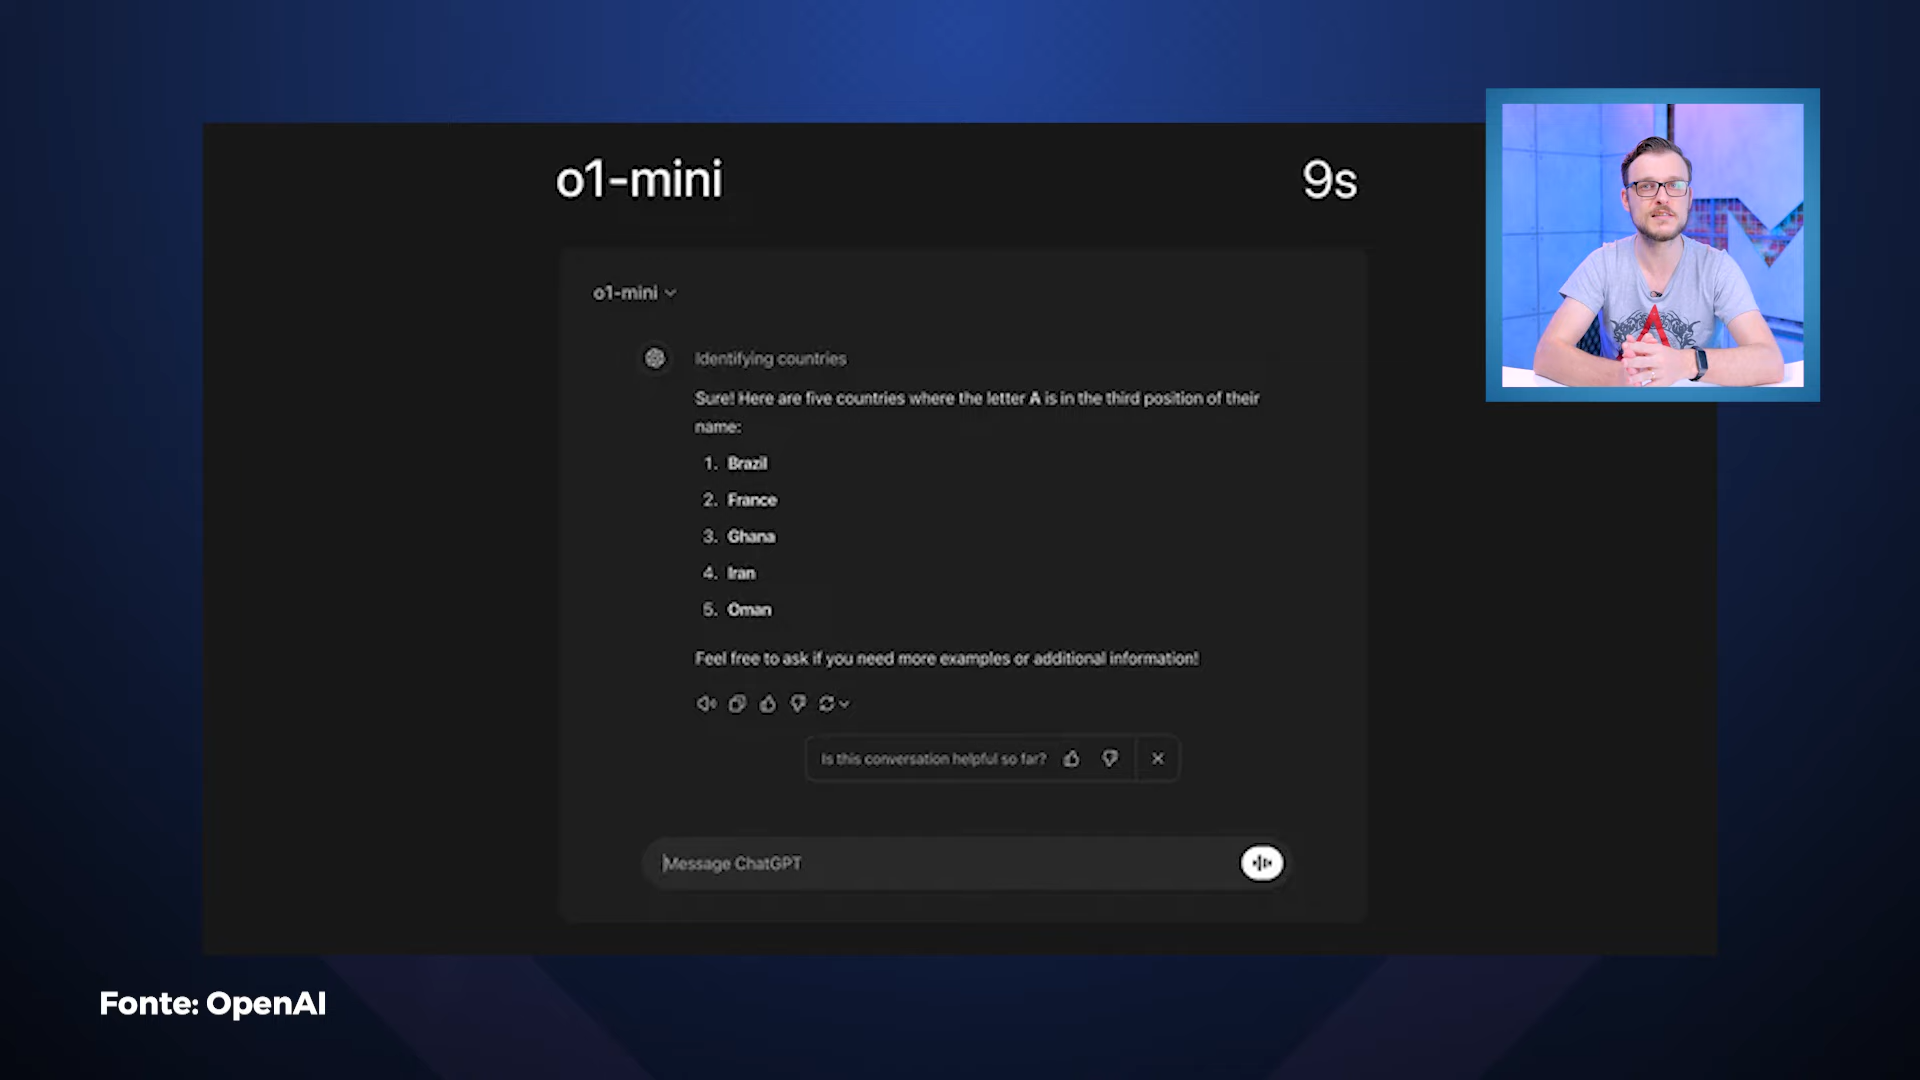 o1-mini
9s
o1-mini
Identifying countries
Sure! Here are five countries where the letter A is in the third position of their
name:
1. Brazil
2. France
3. Ghana
4. Iran
5. Oman
Feel free to ask if you need more examples or additional information!
Is this conversation helpful so far?
Message ChatGPT
Fonte: OpenAI